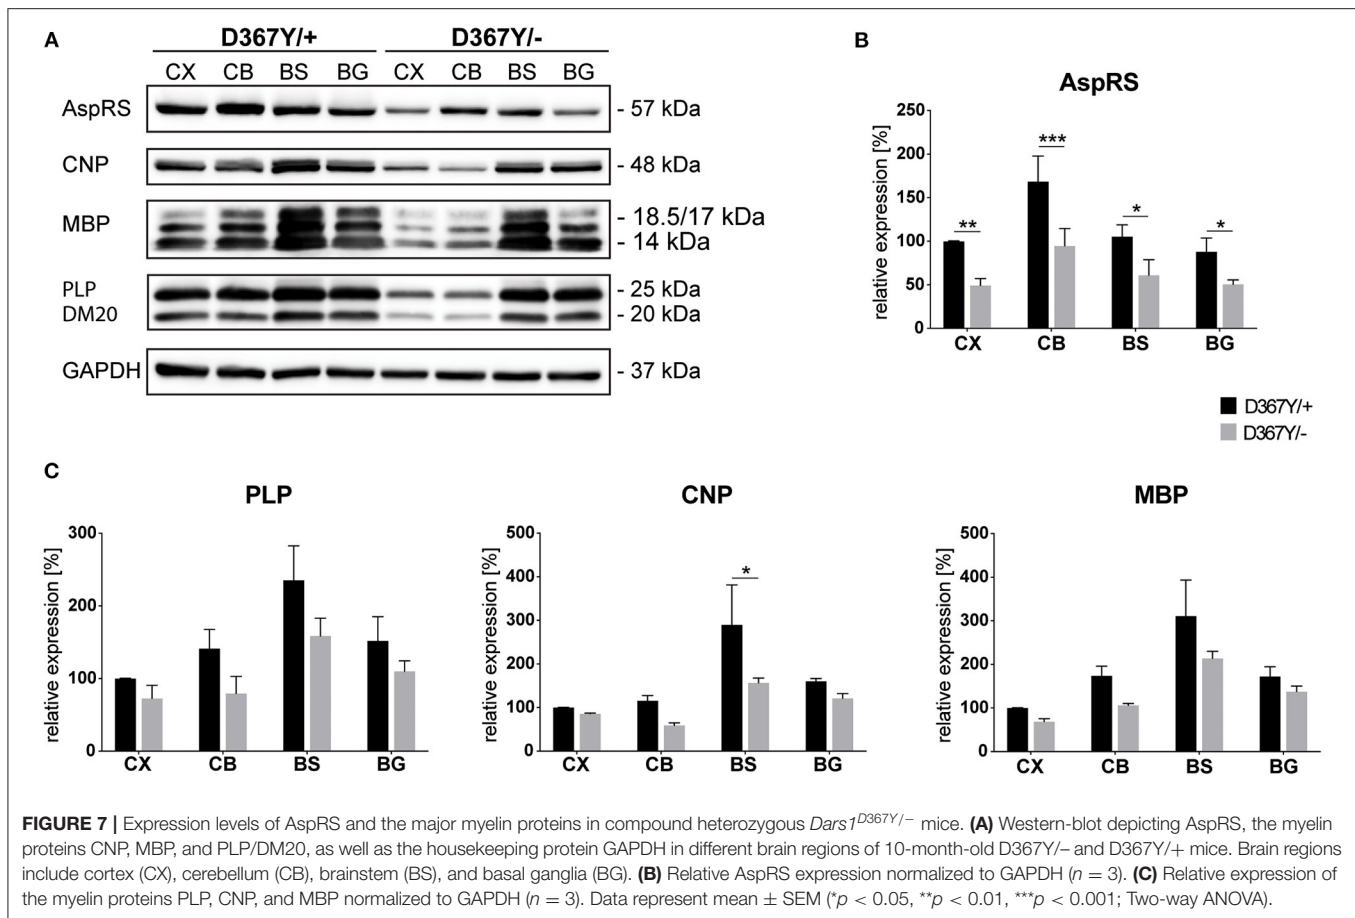 A
D367Y/+ D367Y/-
CX CB BS BG CX CB BS BG
AspRS - 57 kDa
CNP - 48 kDa
MBP - 18.5/17 kDa
- 14 kDa
PLP - 25 kDa
DM20 - 20 kDa
GAPDH - 37 kDa
B
AspRS
relative expression [%]
250
200
150
100
50
0
** *** * *
CX CB BS BG
D367Y/+
D367Y/-
C
PLP
relative expression [%]
300
200
100
0
CX CB BS BG
CNP
relative expression [%]
500
400
300
200
100
0
*
CX CB BS BG
MBP
relative expression [%]
500
400
300
200
100
0
CX CB BS BG
FIGURE 7 | Expression levels of AspRS and the major myelin proteins in compound heterozygous Dars1^D367Y/− mice. (A) Western-blot depicting AspRS, the myelin
proteins CNP, MBP, and PLP/DM20, as well as the housekeeping protein GAPDH in different brain regions of 10-month-old D367Y/− and D367Y/+ mice. Brain regions
include cortex (CX), cerebellum (CB), brainstem (BS), and basal ganglia (BG). (B) Relative AspRS expression normalized to GAPDH (n = 3). (C) Relative expression of
the myelin proteins PLP, CNP, and MBP normalized to GAPDH (n = 3). Data represent mean ± SEM (*p < 0.05, **p < 0.01, ***p < 0.001; Two-way ANOVA).